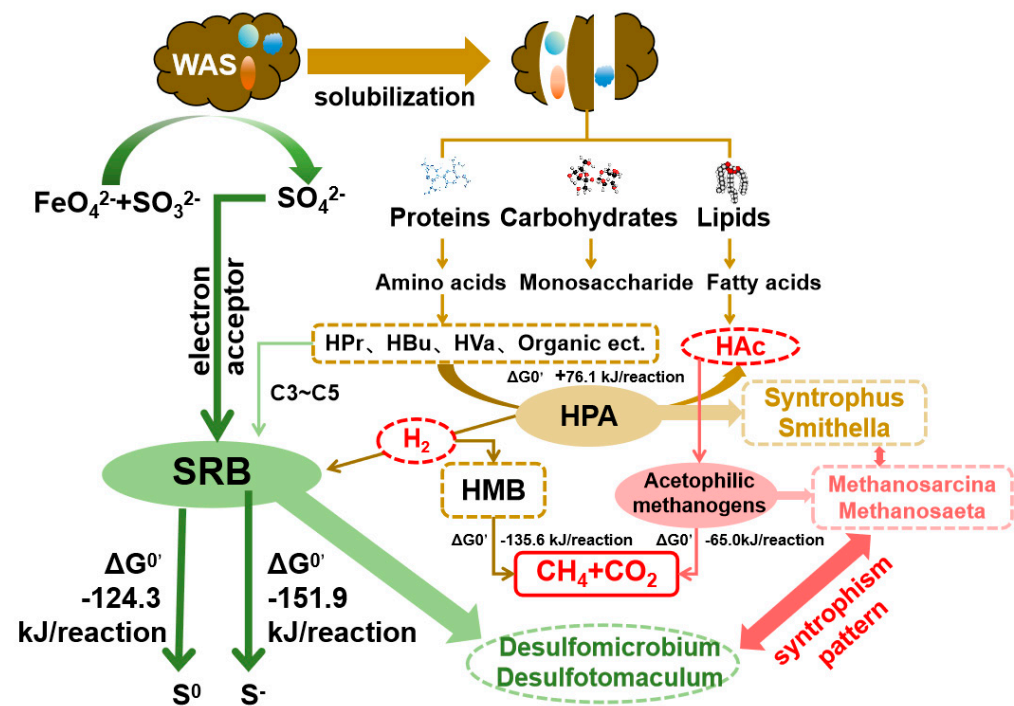 WAS
solubilization
FeO₄²⁻+SO₃²⁻
SO₄²⁻
Proteins
Carbohydrates
Lipids
Amino acids
Monosaccharide
Fatty acids
electron
acceptor
HPr、HBu、HVa、Organic ect.
HAc
C3~C5
ΔG0' +76.1 kJ/reaction
HPA
Syntrophus
Smithella
H₂
SRB
HMB
Acetophilic
methanogens
Methanosarcina
Methanosaeta
ΔG0' -135.6 kJ/reaction
ΔG0' -65.0kJ/reaction
CH₄+CO₂
ΔG⁰'
-124.3
kJ/reaction
ΔG⁰'
-151.9
kJ/reaction
syntrophism
pattern
Desulfomicrobium
Desulfotomaculum
S⁰
S⁻